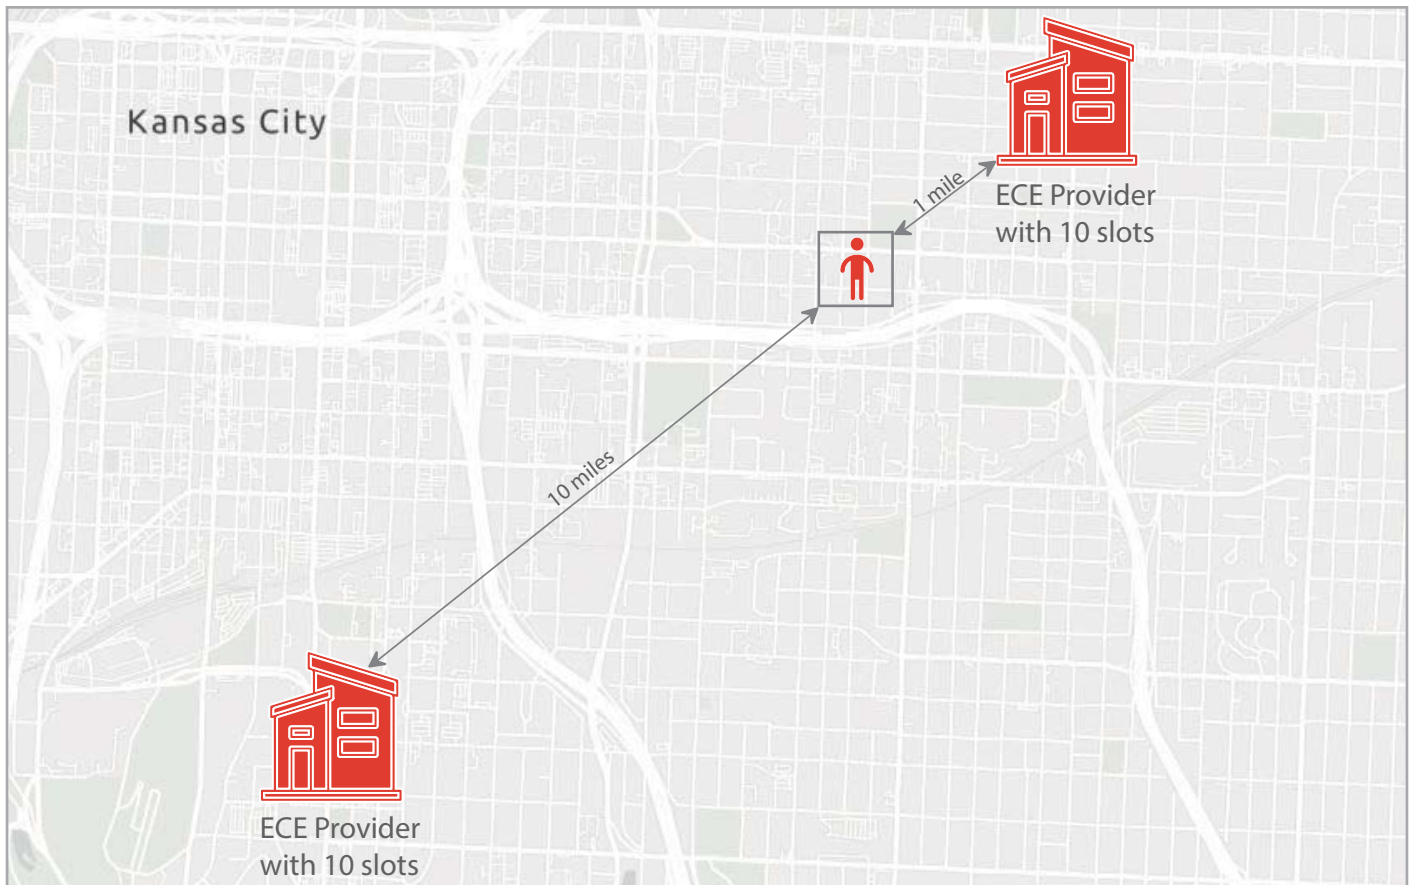 Kansas City
1 mile
ECE Provider
with 10 slots
10 miles
ECE Provider
with 10 slots